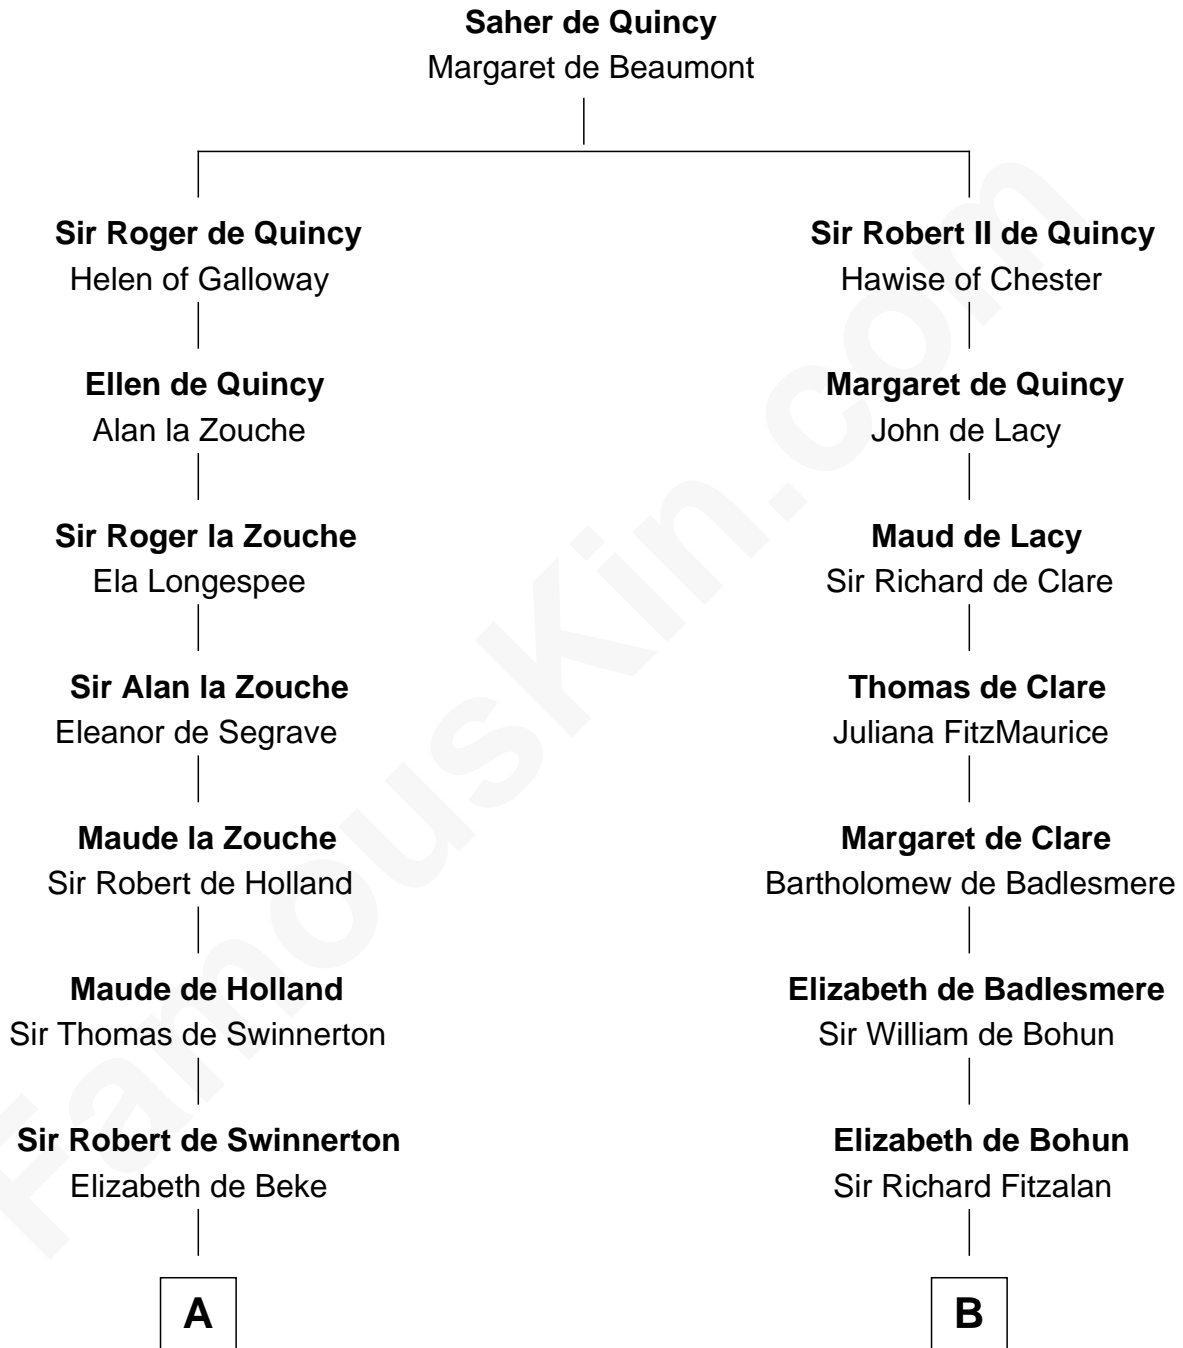 Saher de Quincy
Margaret de Beaumont
Sir Roger de Quincy
Helen of Galloway
Ellen de Quincy
Alan la Zouche
Sir Roger la Zouche
Ela Longespee
Sir Alan la Zouche
Eleanor de Segrave
Maude la Zouche
Sir Robert de Holland
Maude de Holland
Sir Thomas de Swinnerton
Sir Robert de Swinnerton
Elizabeth de Beke
A
Sir Robert II de Quincy
Hawise of Chester
Margaret de Quincy
John de Lacy
Maud de Lacy
Sir Richard de Clare
Thomas de Clare
Juliana FitzMaurice
Margaret de Clare
Bartholomew de Badlesmere
Elizabeth de Badlesmere
Sir William de Bohun
Elizabeth de Bohun
Sir Richard Fitzalan
B
FamousKin.com